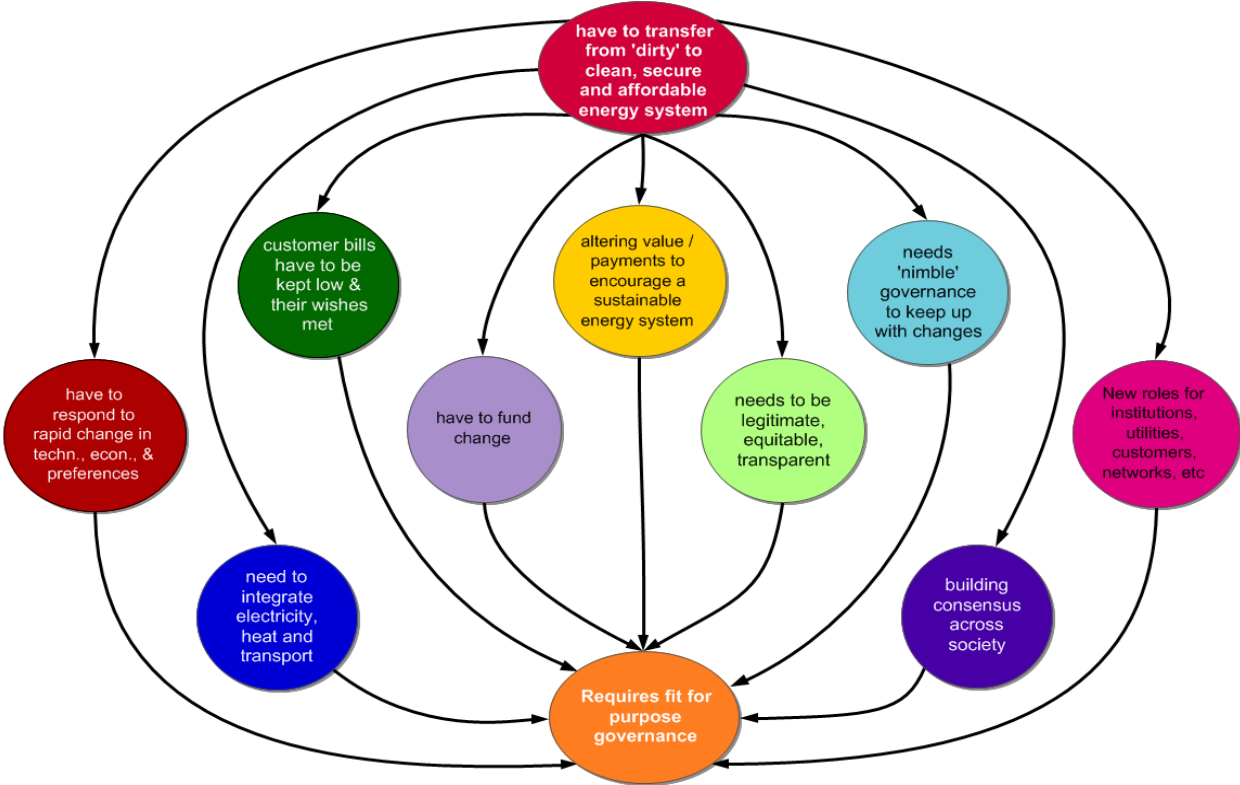 have to transfer
from 'dirty' to
clean, secure
and affordable
energy system
customer bills
have to be
kept low &
their wishes
met
altering value /
payments to
encourage a
sustainable
energy system
needs
'nimble'
governance
to keep up
with changes
have to
respond to
rapid change in
techn., econ., &
preferences
have to fund
change
needs to be
legitimate,
equitable,
transparent
New roles for
institutions,
utilities,
customers,
networks, etc
need to
integrate
electricity,
heat and
transport
building
consensus
across
society
Requires fit for
purpose
governance